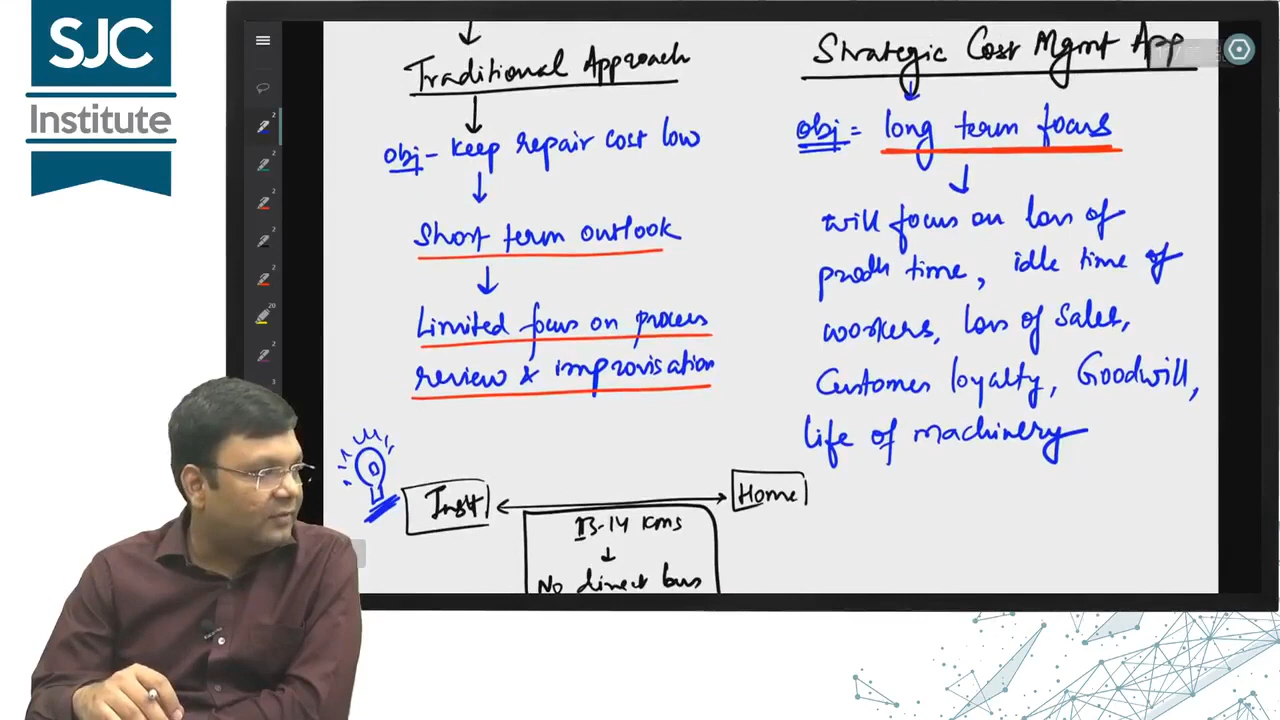 SJC
Institute
Traditional Approach
Obj - keep repair cost low
Short term outlook
Limited focus on process
review & improvisation
Inst
13-14 kms
No direct bus
Home
Strategic Cost Mgmt App
Obj = long term focus
will focus on loss of
prodn time, idle time of
workers, loss of sales,
Customer loyalty, Goodwill,
life of machinery